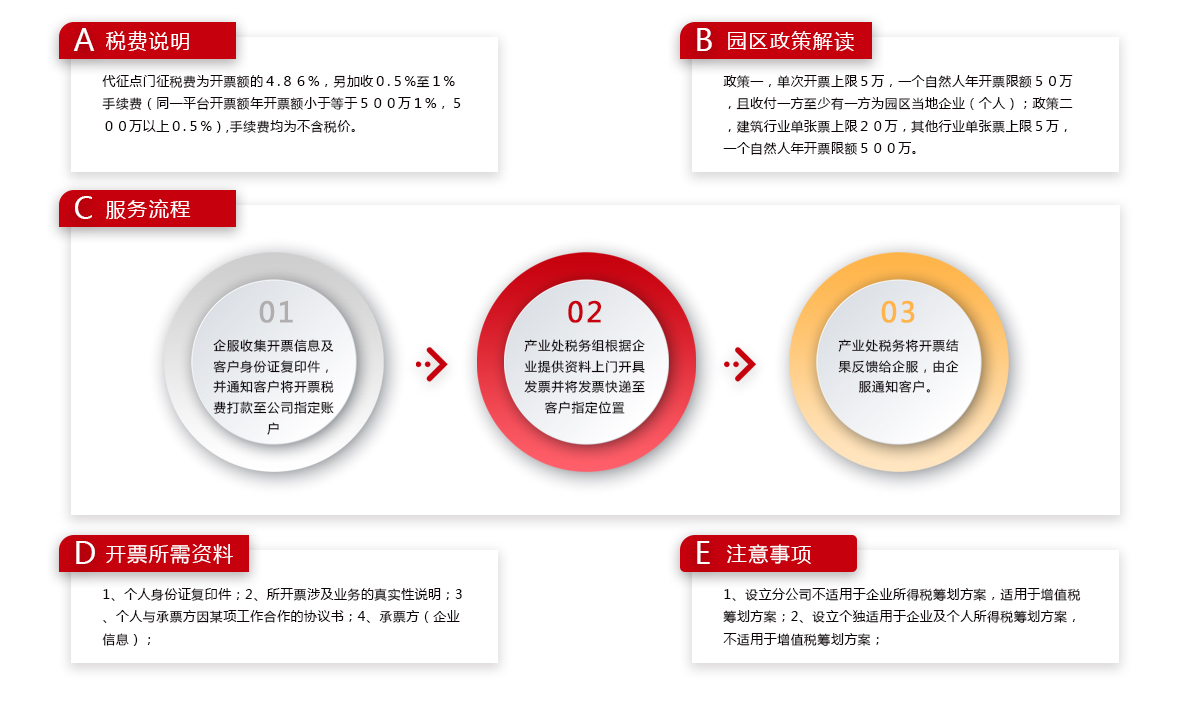 A 税费说明
代征点门征税费为开票额的4.86%，另加收0.5%至1%
手续费（同一平台开票额年开票额小于等于500万1%，5
00万以上0.5%）,手续费均为不含税价。
B 园区政策解读
政策一，单次开票上限5万，一个自然人年开票限额50万
，且收付一方至少有一方为园区当地企业（个人）；政策二
，建筑行业单张票上限20万，其他行业单张票上限5万，
一个自然人年开票限额500万。
C 服务流程
01
企服收集开票信息及
客户身份证复印件，
并通知客户将开票税
费打款至公司指定账
户
02
产业处税务组根据企
业提供资料上门开具
发票并将发票快递至
客户指定位置
03
产业处税务将开票结
果反馈给企服，由企
服通知客户。
D 开票所需资料
1、个人身份证复印件；2、所开票涉及业务的真实性说明；3
、个人与承票方因某项工作合作的协议书；4、承票方（企业
信息）；
E 注意事项
1、设立分公司不适用于企业所得税筹划方案，适用于增值税
筹划方案；2、设立个独适用于企业及个人所得税筹划方案，
不适用于增值税筹划方案；